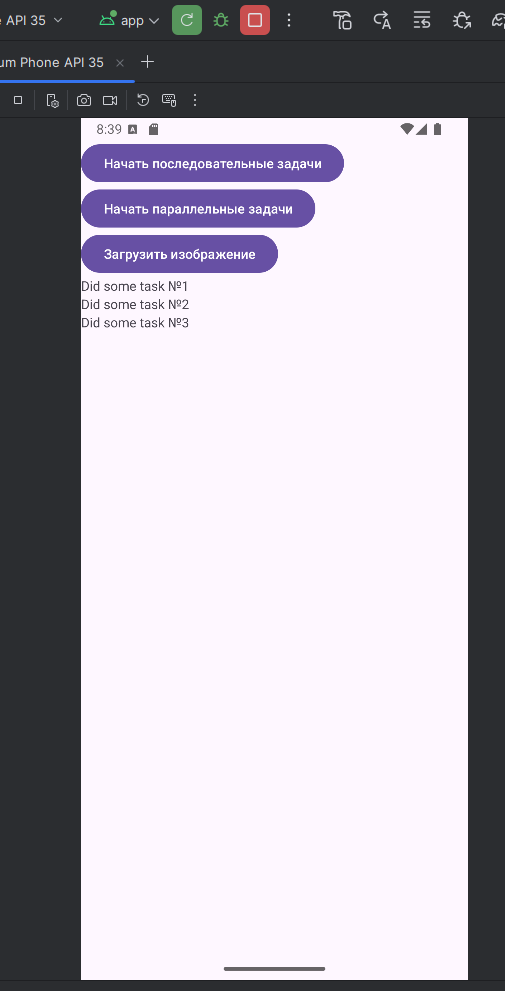 API 35 app
um Phone API 35
8:39
Начать последовательные задачи
Начать параллельные задачи
Загрузить изображение
Did some task №1
Did some task №2
Did some task №3